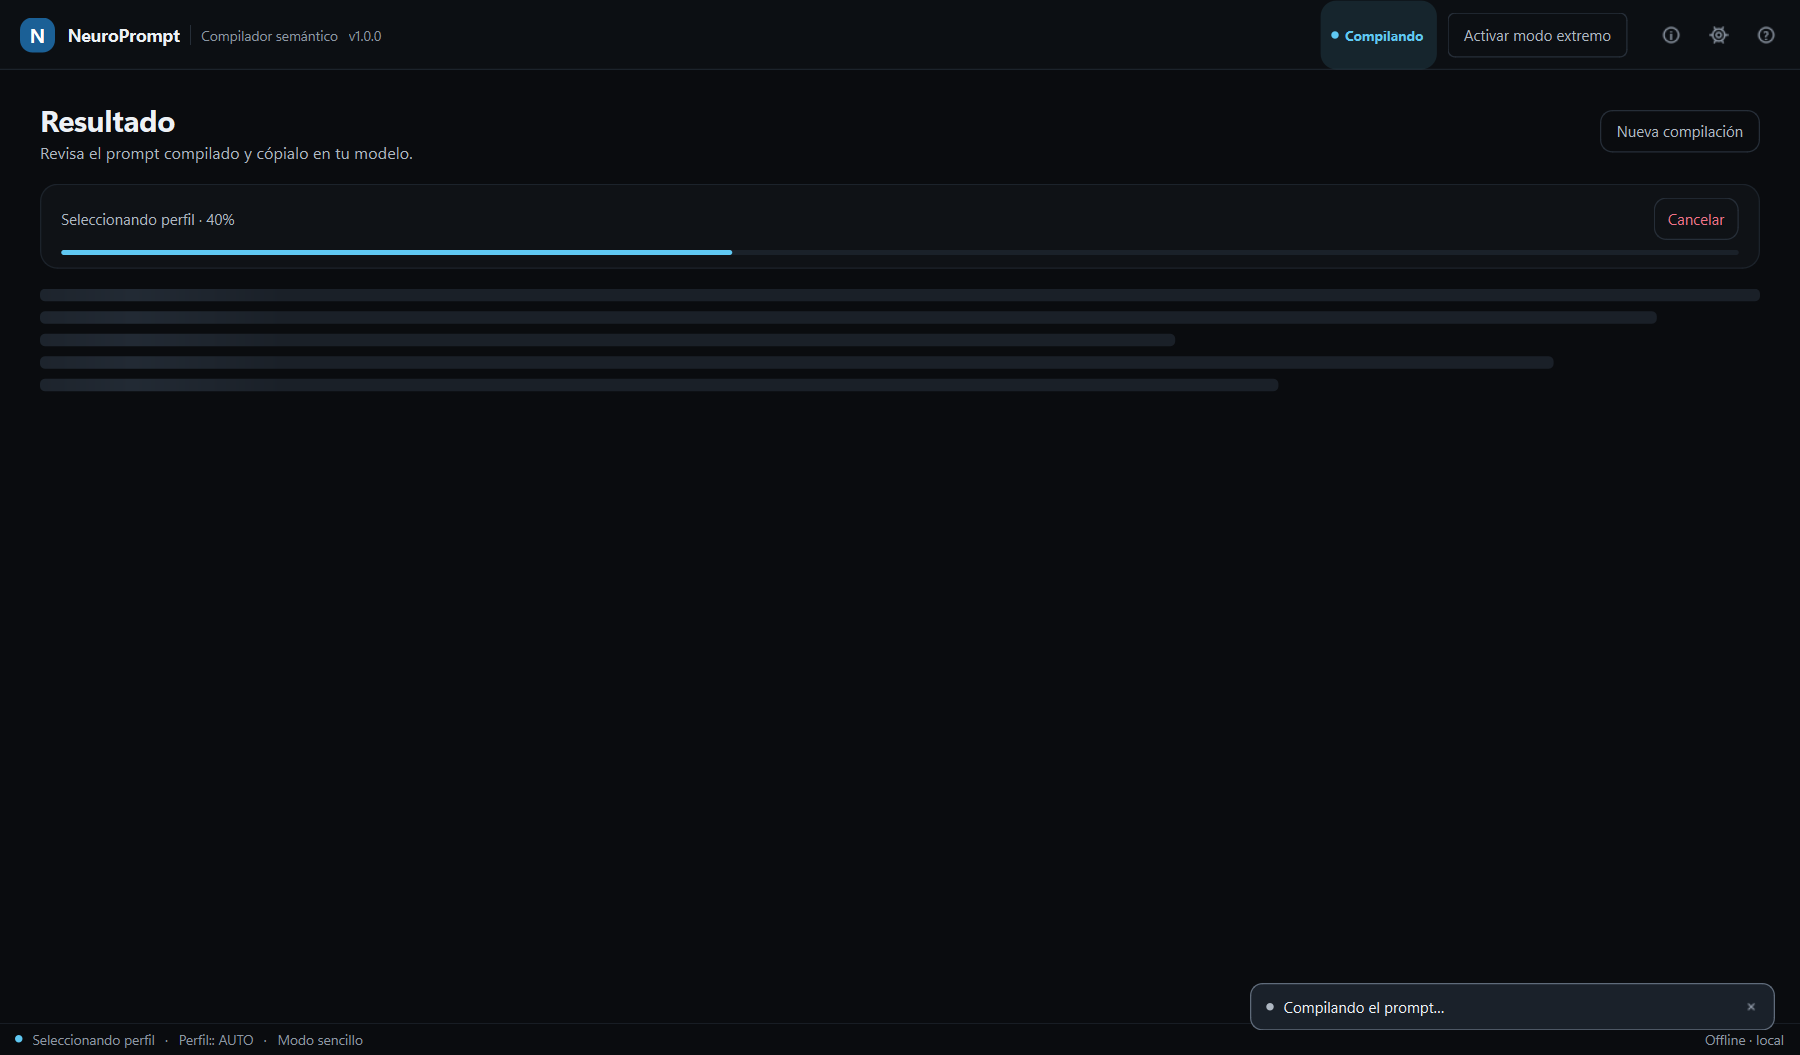 N NeuroPrompt Compilador semántico v1.0.0 Compilando Activar modo extremo
Resultado
Revisa el prompt compilado y cópialo en tu modelo.
Nueva compilación
Seleccionando perfil · 40% Cancelar
Compilando el prompt... ×
Seleccionando perfil · Perfil:: AUTO · Modo sencillo Offline · local